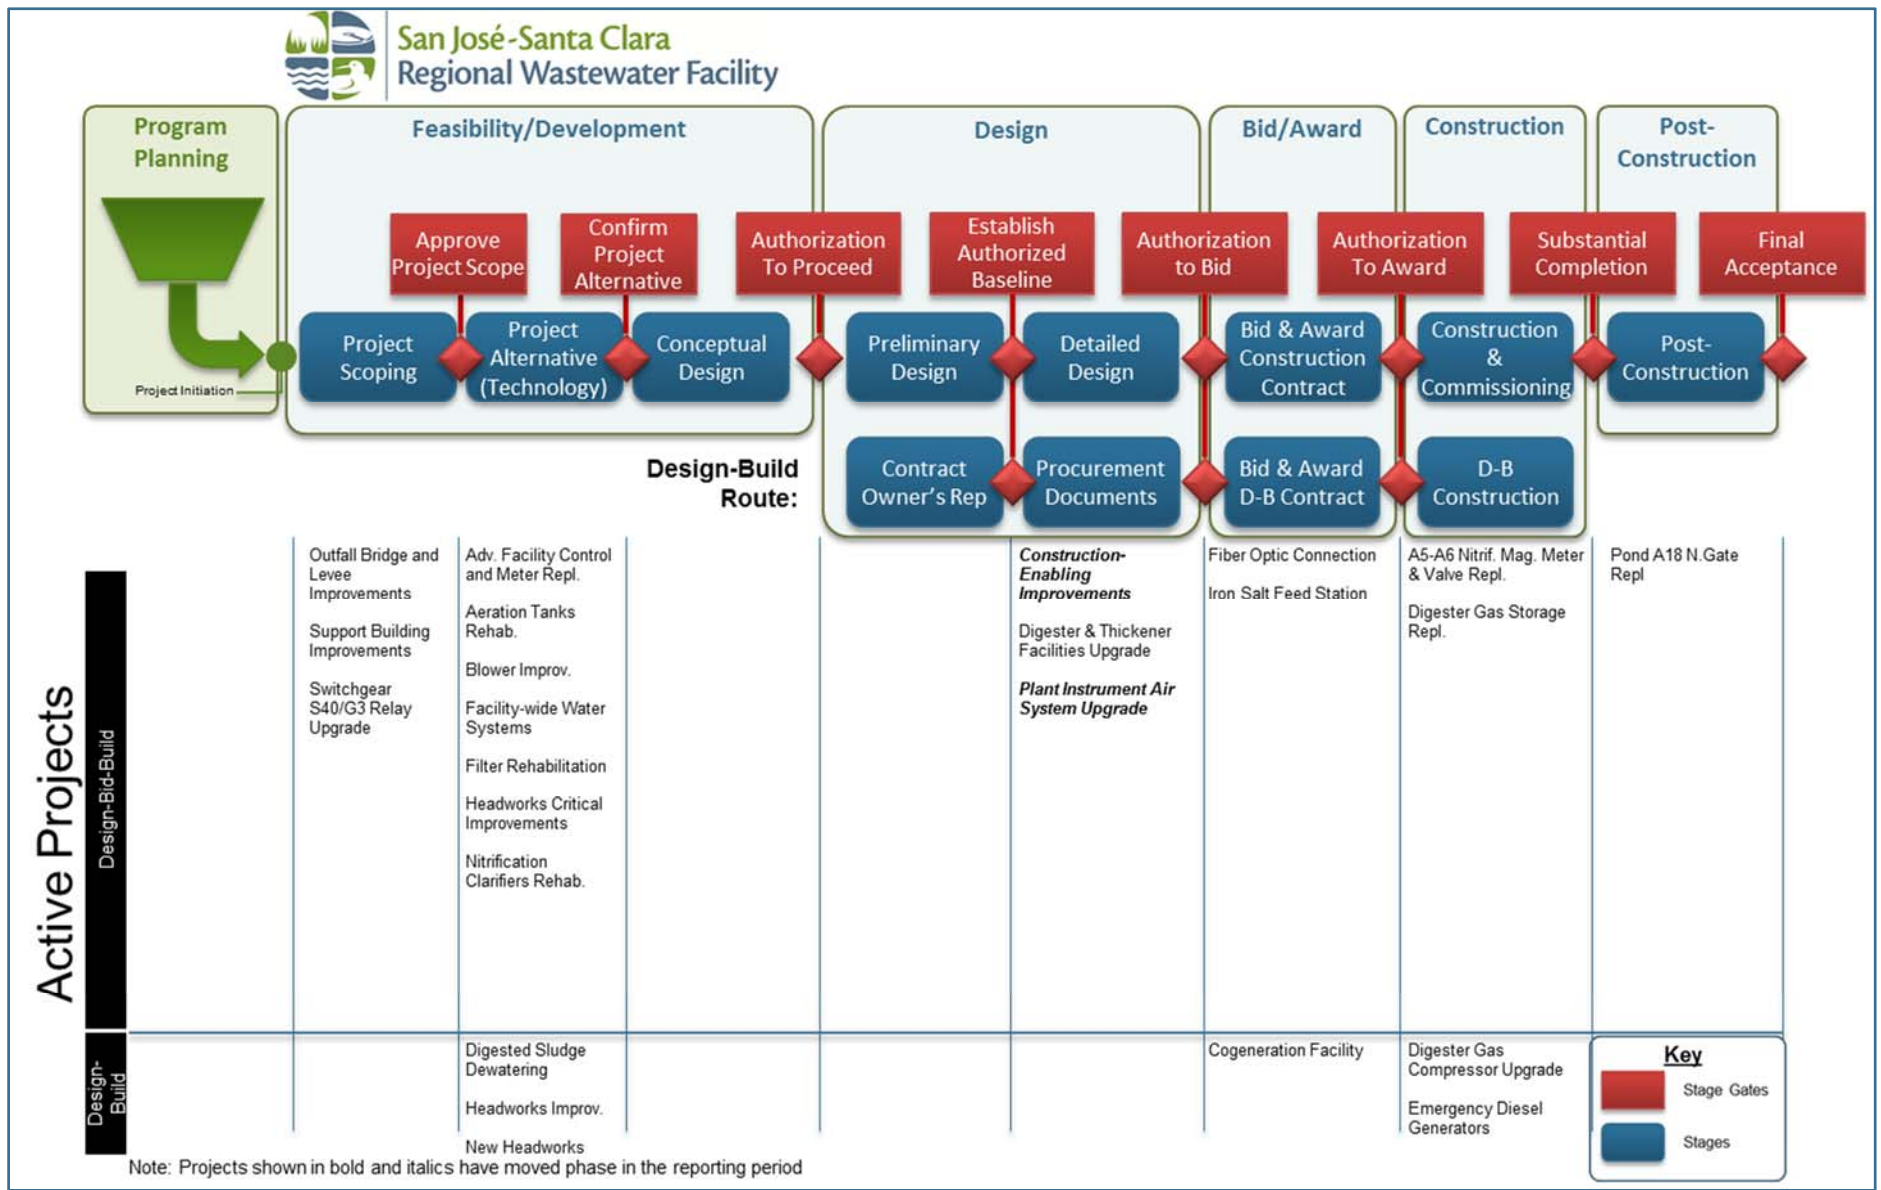 San José-Santa Clara
Regional Wastewater Facility
Program
Planning
Feasibility/Development
Design
Bid/Award
Construction
Post-
Construction
Approve
Project Scope
Confirm
Project
Alternative
Authorization
To Proceed
Establish
Authorized
Baseline
Authorization
to Bid
Authorization
To Award
Substantial
Completion
Final
Acceptance
Project Initiation
Project
Scoping
Project
Alternative
(Technology)
Conceptual
Design
Preliminary
Design
Detailed
Design
Bid & Award
Construction
Contract
Construction
&
Commissioning
Post-
Construction
Design-Build
Route:
Contract
Owner's Rep
Procurement
Documents
Bid & Award
D-B Contract
D-B
Construction
Active Projects
Design-Bid-Build
Outfall Bridge and
Levee
Improvements
Support Building
Improvements
Switchgear
S40/G3 Relay
Upgrade
Adv. Facility Control
and Meter Repl.
Aeration Tanks
Rehab.
Blower Improv.
Facility-wide Water
Systems
Filter Rehabilitation
Headworks Critical
Improvements
Nitrification
Clarifiers Rehab.
Construction-
Enabling
Improvements
Digester & Thickener
Facilities Upgrade
Plant Instrument Air
System Upgrade
Fiber Optic Connection
Iron Salt Feed Station
A5-A6 Nitrif. Mag. Meter
& Valve Repl.
Digester Gas Storage
Repl.
Pond A18 N.Gate
Repl
Design-
Build
Digested Sludge
Dewatering
Headworks Improv.
New Headworks
Cogeneration Facility
Digester Gas
Compressor Upgrade
Emergency Diesel
Generators
Key
Stage Gates
Stages
Note: Projects shown in bold and italics have moved phase in the reporting period